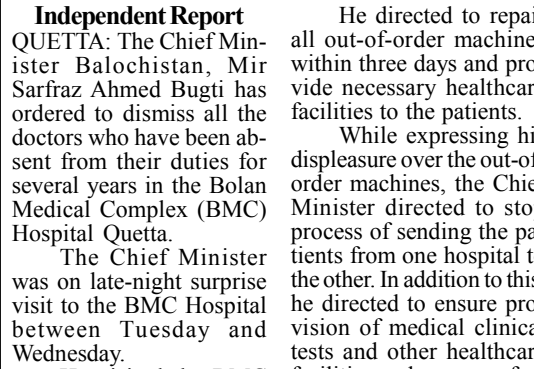 Independent Report
QUETTA: The Chief Min-
ister Balochistan, Mir
Sarfraz Ahmed Bugti has
ordered to dismiss all the
doctors who have been ab-
sent from their duties for
several years in the Bolan
Medical Complex (BMC)
Hospital Quetta.
The Chief Minister
was on late-night surprise
visit to the BMC Hospital
between Tuesday and
Wednesday.
He directed to repai
all out-of-order machine
within three days and pro
vide necessary healthcar
facilities to the patients.
While expressing hi
displeasure over the out-of
order machines, the Chie
Minister directed to sto
process of sending the pa
tients from one hospital t
the other. In addition to this
he directed to ensure pro
vision of medical clinica
tests and other healthcar